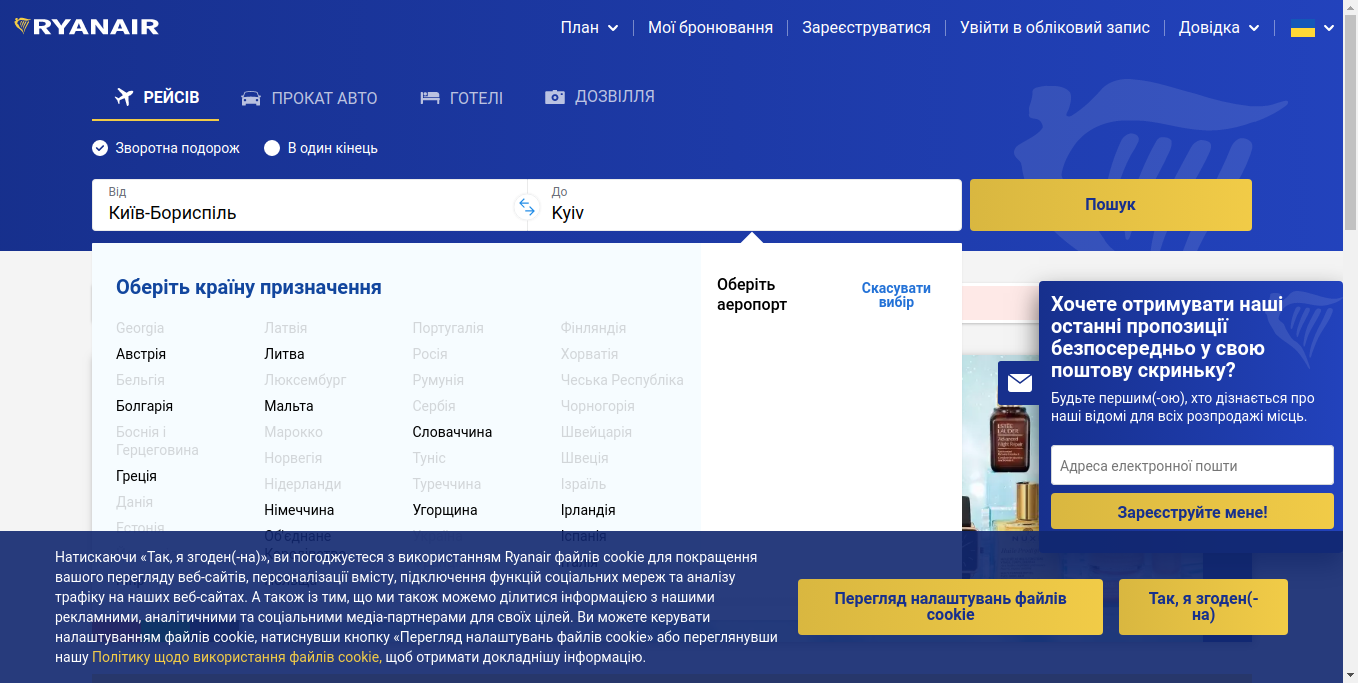 RYANAIR
План
Мої бронювання
Зареєструватися
Увійти в обліковий запис
Довідка
РЕЙСІВ
ПРОКАТ АВТО
ГОТЕЛІ
ДОЗВІЛЛЯ
Зворотна подорож
В один кінець
Від
Київ-Бориспіль
До
Kyiv
Пошук
Оберіть країну призначення
Georgia
Австрія
Бельгія
Болгарія
Боснія і
Герцеговина
Греція
Данія
Естонія
Латвія
Литва
Люксембург
Мальта
Марокко
Норвегія
Нідерланди
Німеччина
Об'єднане
Португалія
Росія
Румунія
Сербія
Словаччина
Туніс
Туреччина
Угорщина
Фінляндія
Хорватія
Чеська Республіка
Чорногорія
Швейцарія
Швеція
Ізраїль
Ірландія
Іспанія
Оберіть
аеропорт
Скасувати
вибір
Хочете отримувати наші
останні пропозиції
безпосередньо у свою
поштову скриньку?
Будьте першим(-ою), хто дізнається про
наші відомі для всіх розпродажі місць.
Адреса електронної пошти
Зареєструйте мене!
Натискаючи «Так, я згоден(-на)», ви погоджуєтеся з використанням Ryanair файлів cookie для покращення
вашого перегляду веб-сайтів, персоналізації вмісту, підключення функцій соціальних мереж та аналізу
трафіку на наших веб-сайтах. А також із тим, що ми також можемо ділитися інформацією з нашими
рекламними, аналітичними та соціальними медіа-партнерами для своїх цілей. Ви можете керувати
налаштуванням файлів cookie, натиснувши кнопку «Перегляд налаштувань файлів cookie» або переглянувши
нашу Політику щодо використання файлів cookie, щоб отримати докладнішу інформацію.
Перегляд налаштувань файлів
cookie
Так, я згоден(-
на)